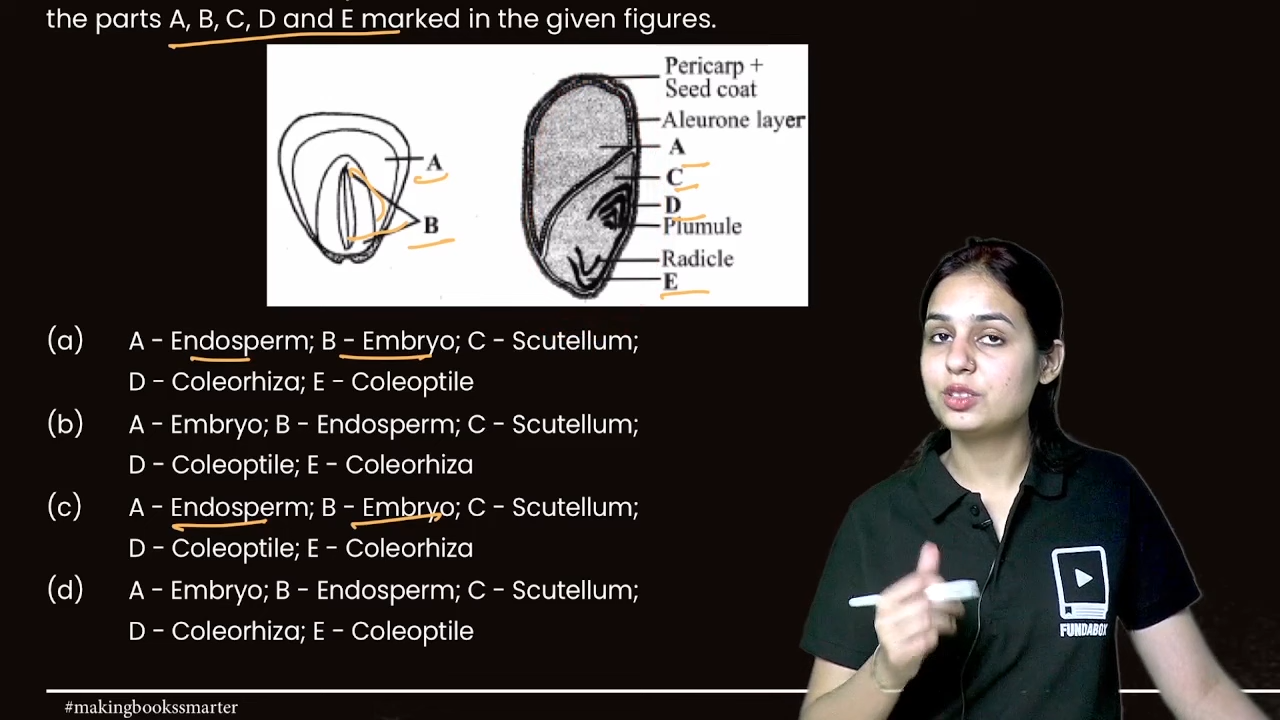 the parts A, B, C, D and E marked in the given figures.
Pericarp +
Seed coat
Aleurone layer
A
A
C
B
D
Plumule
Radicle
E
(a) A - Endosperm; B - Embryo; C - Scutellum;
D - Coleorhiza; E - Coleoptile
(b) A - Embryo; B - Endosperm; C - Scutellum;
D - Coleoptile; E - Coleorhiza
(c) A - Endosperm; B - Embryo; C - Scutellum;
D - Coleoptile; E - Coleorhiza
(d) A - Embryo; B - Endosperm; C - Scutellum;
D - Coleorhiza; E - Coleoptile
FUNDABOX
#makingbookssmarter